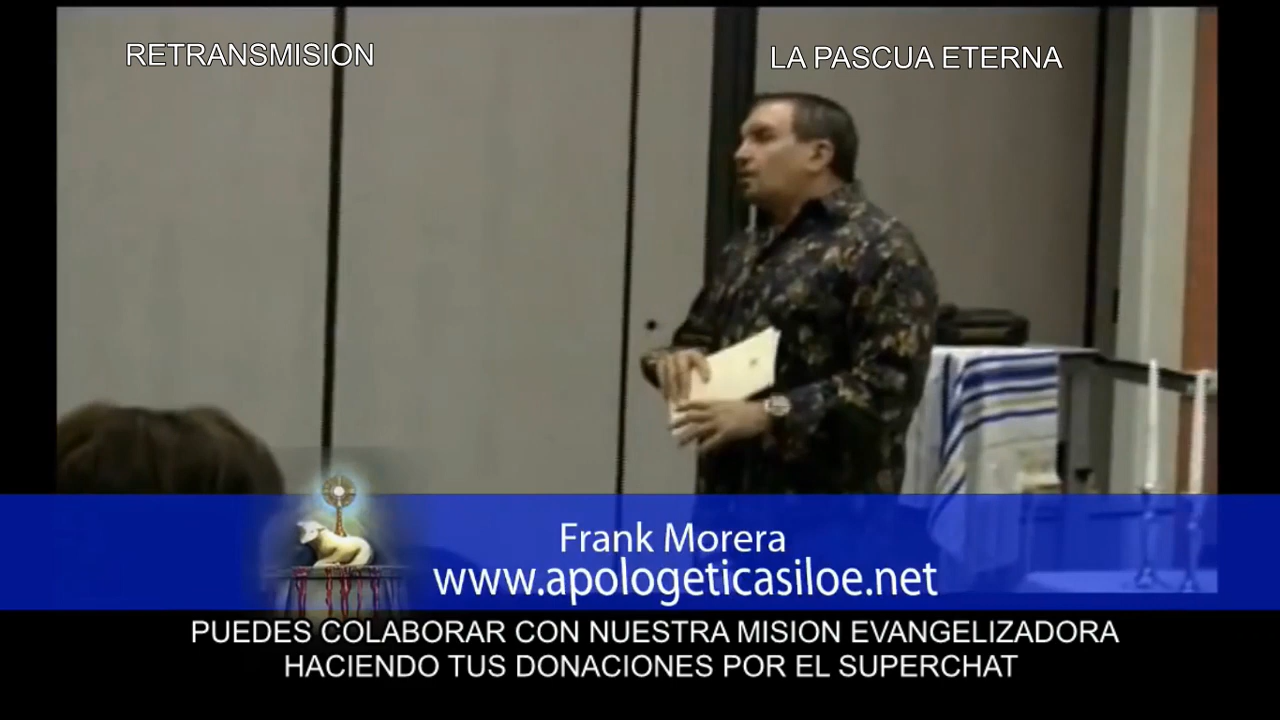 RETRANSMISION
LA PASCUA ETERNA
Frank Morera
www.apologeticasiloe.net
PUEDES COLABORAR CON NUESTRA MISION EVANGELIZADORA
HACIENDO TUS DONACIONES POR EL SUPERCHAT